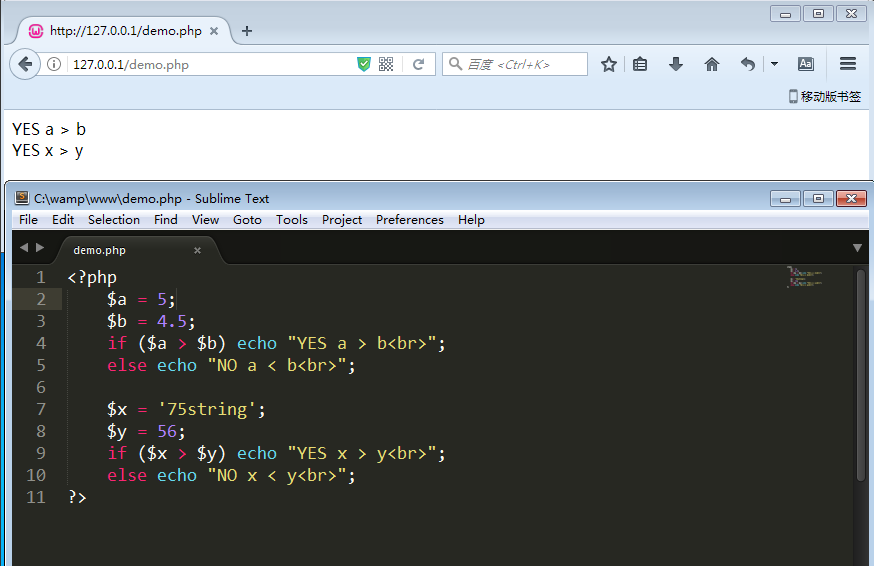 http://127.0.0.1/demo.php
127.0.0.1/demo.php
百度 <Ctrl+K>
移动版书签
YES a > b
YES x > y
C:\wamp\www\demo.php - Sublime Text
File Edit Selection Find View Goto Tools Project Preferences Help
demo.php
1 <?php
2 $a = 5;
3 $b = 4.5;
4 if ($a > $b) echo "YES a > b<br>";
5 else echo "NO a < b<br>";
6
7 $x = '75string';
8 $y = 56;
9 if ($x > $y) echo "YES x > y<br>";
10 else echo "NO x < y<br>";
11 ?>